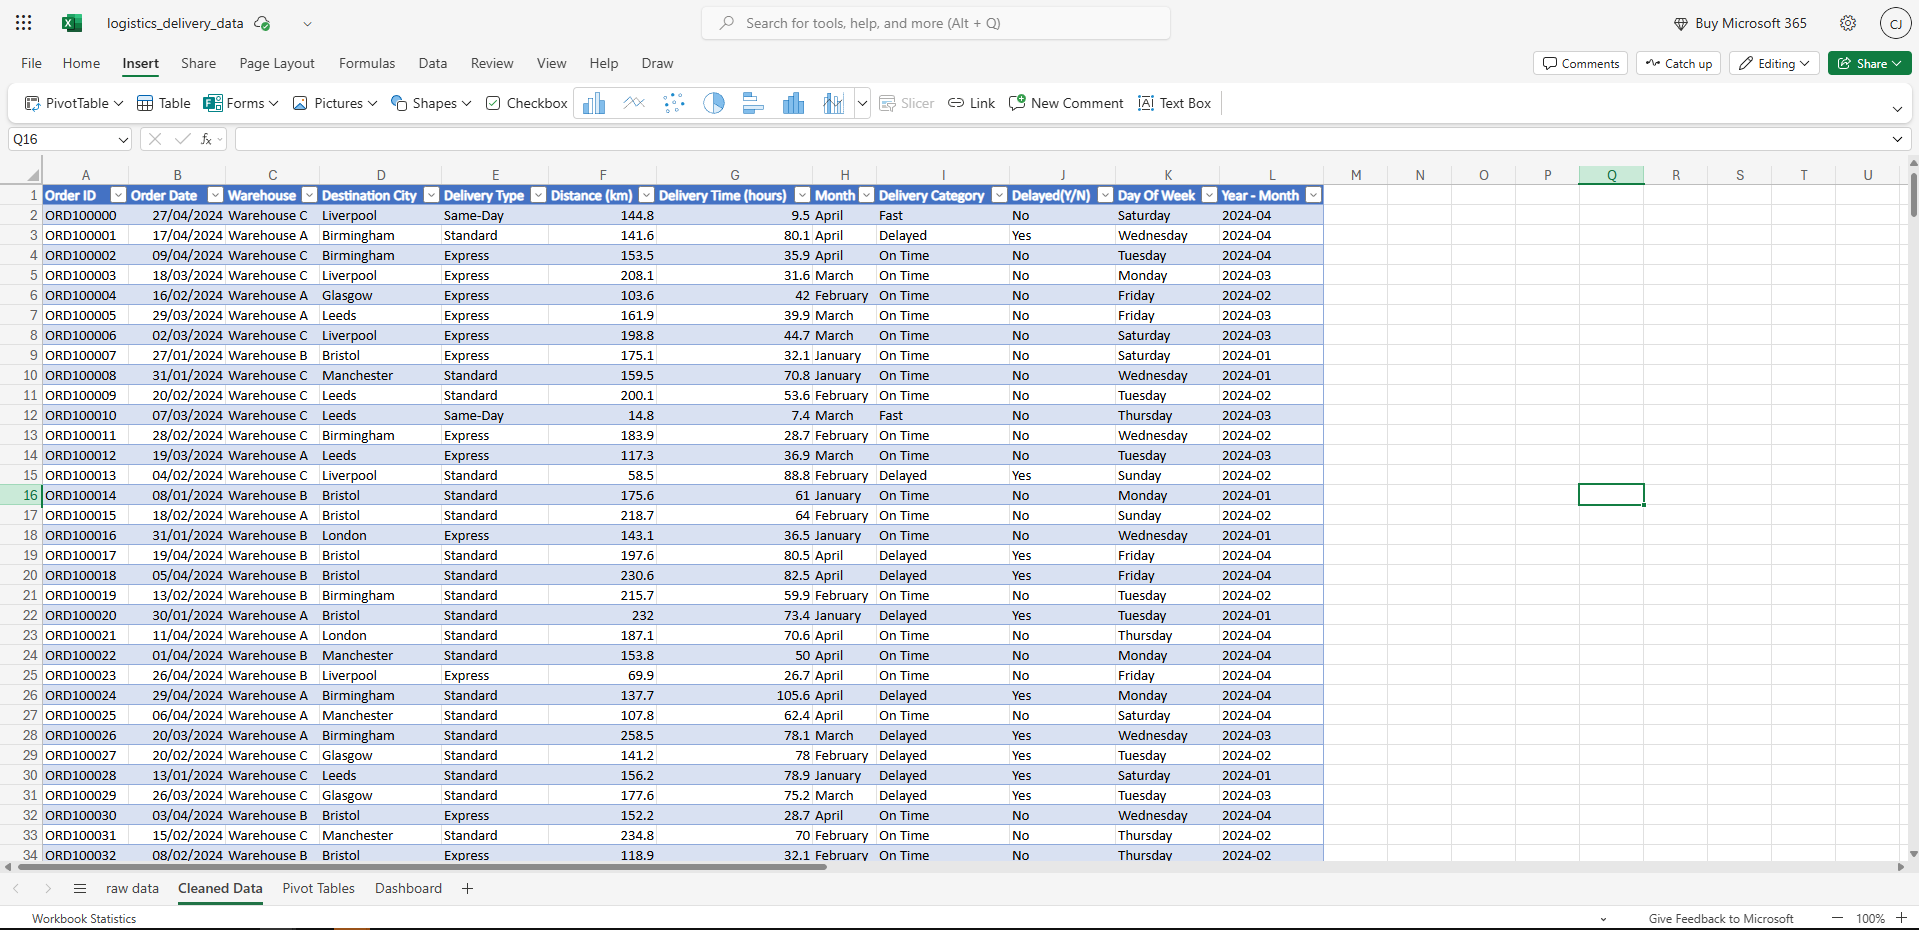 logistics_delivery_data
Search for tools, help, and more (Alt + Q)
Buy Microsoft 365
CJ
File Home Insert Share Page Layout Formulas Data Review View Help Draw
Comments Catch up Editing Share
PivotTable Table Forms Pictures Shapes Checkbox Slicer Link New Comment Text Box
Q16 fx
A B C D E F G H I J K L M N O P Q R S T U
1 Order ID Order Date Warehouse Destination City Delivery Type Distance (km) Delivery Time (hours) Month Delivery Category Delayed(Y/N) Day Of Week Year - Month
2 ORD100000 27/04/2024 Warehouse C Liverpool Same-Day 144.8 9.5 April Fast No Saturday 2024-04
3 ORD100001 17/04/2024 Warehouse A Birmingham Standard 141.6 80.1 April Delayed Yes Wednesday 2024-04
4 ORD100002 09/04/2024 Warehouse C Birmingham Express 153.5 35.9 April On Time No Tuesday 2024-04
5 ORD100003 18/03/2024 Warehouse C Liverpool Express 208.1 31.6 March On Time No Monday 2024-03
6 ORD100004 16/02/2024 Warehouse A Glasgow Express 103.6 42 February On Time No Friday 2024-02
7 ORD100005 29/03/2024 Warehouse A Leeds Express 161.9 39.9 March On Time No Friday 2024-03
8 ORD100006 02/03/2024 Warehouse C Liverpool Express 198.8 44.7 March On Time No Saturday 2024-03
9 ORD100007 27/01/2024 Warehouse B Bristol Express 175.1 32.1 January On Time No Saturday 2024-01
10 ORD100008 31/01/2024 Warehouse C Manchester Standard 159.5 70.8 January On Time No Wednesday 2024-01
11 ORD100009 20/02/2024 Warehouse C Leeds Standard 200.1 53.6 February On Time No Tuesday 2024-02
12 ORD100010 07/03/2024 Warehouse C Leeds Same-Day 14.8 7.4 March Fast No Thursday 2024-03
13 ORD100011 28/02/2024 Warehouse C Birmingham Express 183.9 28.7 February On Time No Wednesday 2024-02
14 ORD100012 19/03/2024 Warehouse A Leeds Express 117.3 36.9 March On Time No Tuesday 2024-03
15 ORD100013 04/02/2024 Warehouse C Liverpool Standard 58.5 88.8 February Delayed Yes Sunday 2024-02
16 ORD100014 08/01/2024 Warehouse B Bristol Standard 175.6 61 January On Time No Monday 2024-01
17 ORD100015 18/02/2024 Warehouse A Bristol Standard 218.7 64 February On Time No Sunday 2024-02
18 ORD100016 31/01/2024 Warehouse B London Express 143.1 36.5 January On Time No Wednesday 2024-01
19 ORD100017 19/04/2024 Warehouse B Bristol Standard 197.6 80.5 April Delayed Yes Friday 2024-04
20 ORD100018 05/04/2024 Warehouse B Bristol Standard 230.6 82.5 April Delayed Yes Friday 2024-04
21 ORD100019 13/02/2024 Warehouse B Birmingham Standard 215.7 59.9 February On Time No Tuesday 2024-02
22 ORD100020 30/01/2024 Warehouse A Bristol Standard 232 73.4 January Delayed Yes Tuesday 2024-01
23 ORD100021 11/04/2024 Warehouse A London Standard 187.1 70.6 April On Time No Thursday 2024-04
24 ORD100022 01/04/2024 Warehouse B Manchester Standard 153.8 50 April On Time No Monday 2024-04
25 ORD100023 26/04/2024 Warehouse B Liverpool Express 69.9 26.7 April On Time No Friday 2024-04
26 ORD100024 29/04/2024 Warehouse A Birmingham Standard 137.7 105.6 April Delayed Yes Monday 2024-04
27 ORD100025 06/04/2024 Warehouse A Manchester Standard 107.8 62.4 April On Time No Saturday 2024-04
28 ORD100026 20/03/2024 Warehouse A Birmingham Standard 258.5 78.1 March Delayed Yes Wednesday 2024-03
29 ORD100027 20/02/2024 Warehouse C Glasgow Standard 141.2 78 February Delayed Yes Tuesday 2024-02
30 ORD100028 13/01/2024 Warehouse C Leeds Standard 156.2 78.9 January Delayed Yes Saturday 2024-01
31 ORD100029 26/03/2024 Warehouse C Glasgow Standard 177.6 75.2 March Delayed Yes Tuesday 2024-03
32 ORD100030 03/04/2024 Warehouse B Bristol Express 152.2 28.7 April On Time No Wednesday 2024-04
33 ORD100031 15/02/2024 Warehouse C Manchester Standard 234.8 70 February On Time No Thursday 2024-02
34 ORD100032 08/02/2024 Warehouse B Bristol Express 118.9 32.1 February On Time No Thursday 2024-02
raw data Cleaned Data Pivot Tables Dashboard
Workbook Statistics Give Feedback to Microsoft 100%